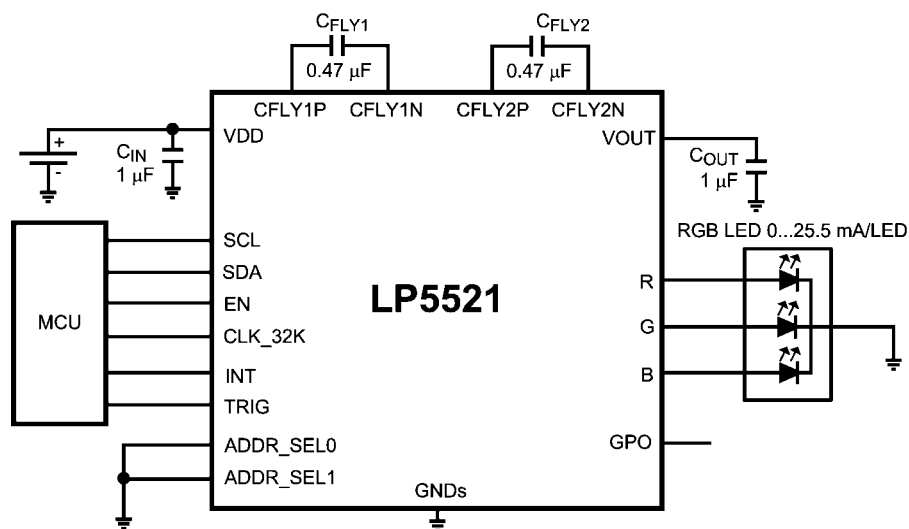 CFLY1
0.47 µF
CFLY2
0.47 µF
CFLY1P
CFLY1N
CFLY2P
CFLY2N
+
-
CIN
1 µF
VDD
VOUT
COUT
1 µF
RGB LED 0...25.5 mA/LED
MCU
SCL
SDA
EN
CLK_32K
INT
TRIG
ADDR_SEL0
ADDR_SEL1
LP5521
R
G
B
GPO
GNDs